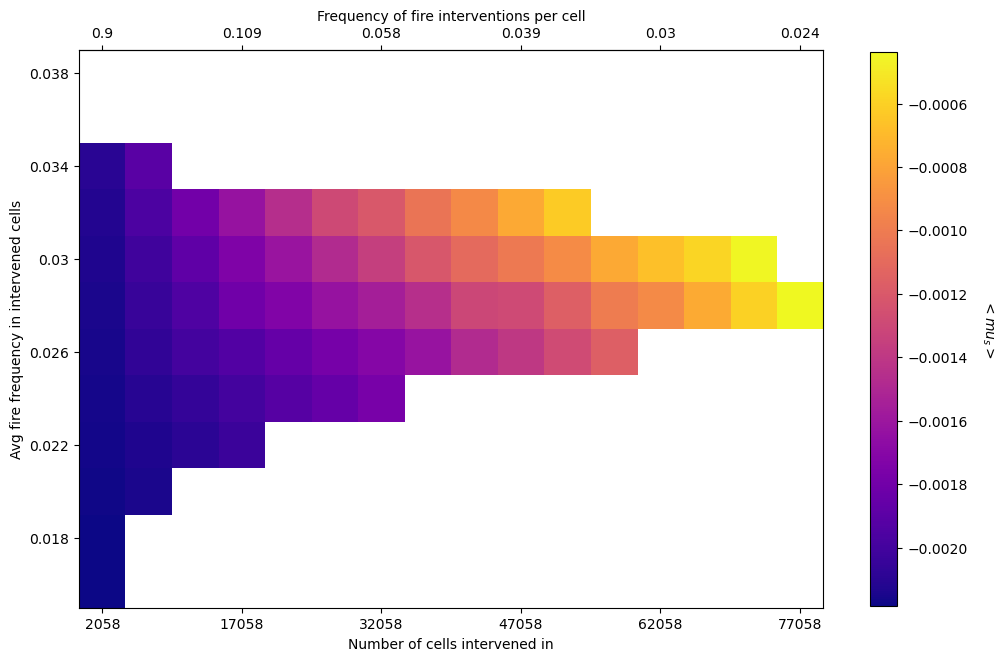 Frequency of fire interventions per cell
0.9 0.109 0.058 0.039 0.03 0.024
Avg fire frequency in intervened cells
0.038
0.034
0.03
0.026
0.022
0.018
2058 17058 32058 47058 62058 77058
Number of cells intervened in
−0.0006
−0.0008
−0.0010
−0.0012
−0.0014
−0.0016
−0.0018
−0.0020
< mu_s >